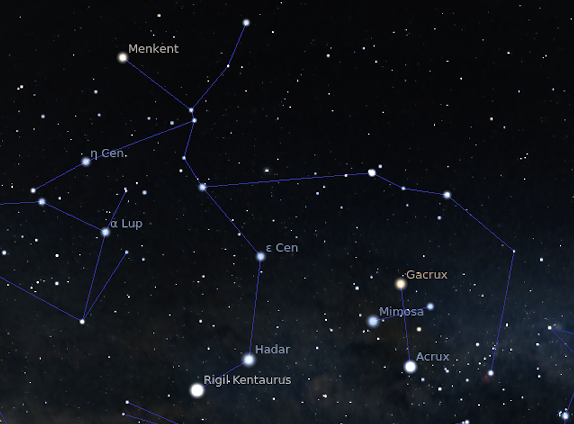 Menkent
η Cen
α Lup
ε Cen
Gacrux
Mimosa
Hadar
Acrux
Rigil Kentaurus